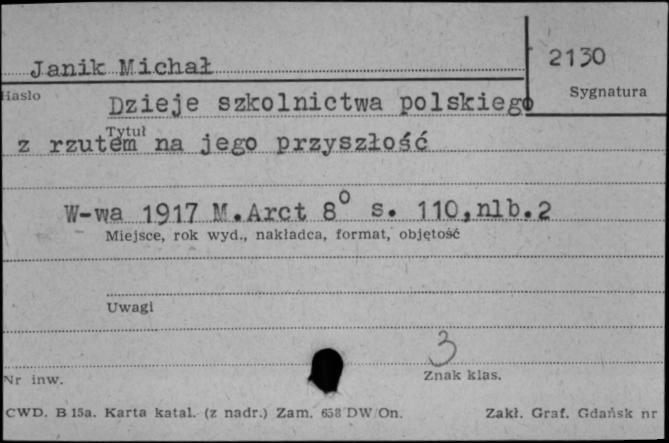 Janik Michał
2130
Hasło
Sygnatura
Dzieje szkolnictwa polskiego
Tytuł
z rzutem na jego przyszłość
W-wa 1917 M.Arct 8° s. 110,nlb.2
Miejsce, rok wyd., nakładca, format, objętość
Uwagi
3
Nr inw.
Znak klas.
CWD. B 15a. Karta katal. (z nadr.) Zam. 658 DW/On. Zakł. Graf. Gdańsk nr